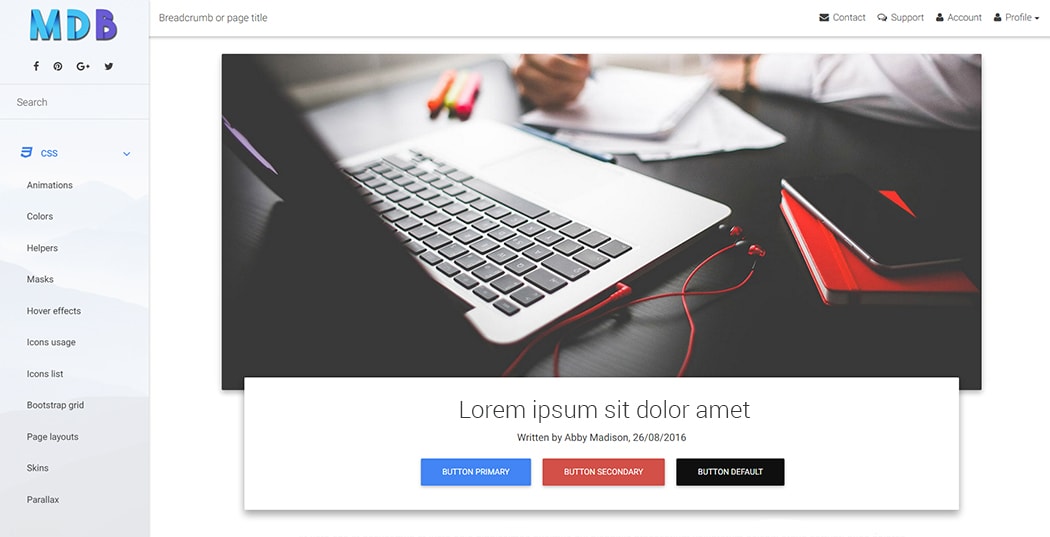 MDB
Breadcrumb or page title
Contact Support Account Profile
Search
CSS
Animations
Colors
Helpers
Masks
Hover effects
Icons usage
Icons list
Bootstrap grid
Page layouts
Skins
Parallax
Lorem ipsum sit dolor amet
Written by Abby Madison, 26/08/2016
BUTTON PRIMARY BUTTON SECONDARY BUTTON DEFAULT